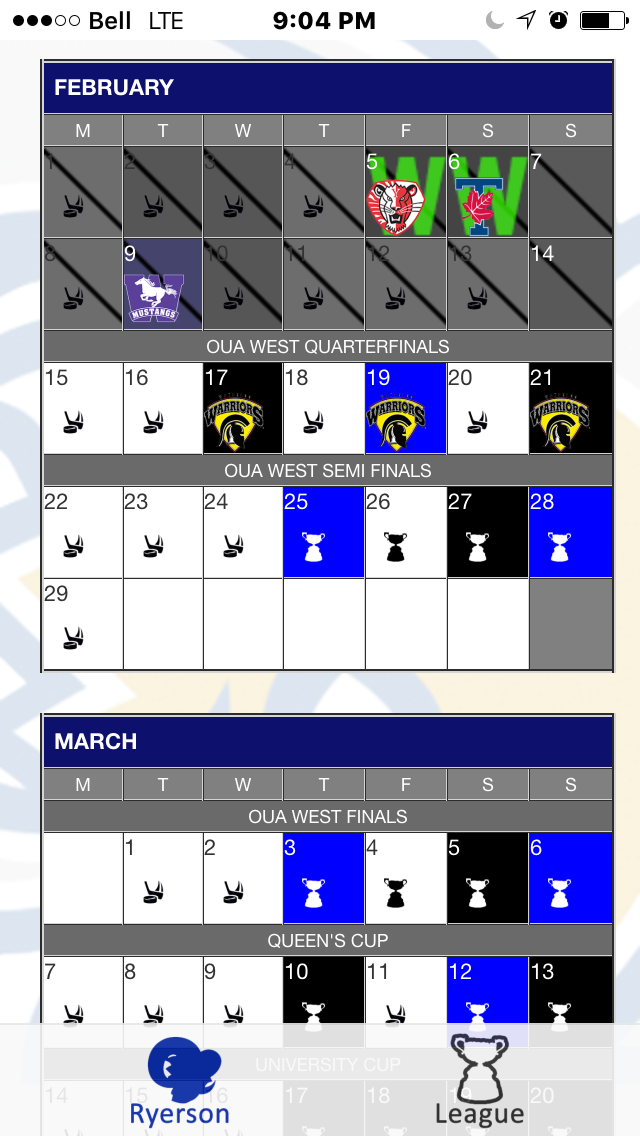 Bell LTE 9:04 PM
FEBRUARY
M T W T F S S
1 2 3 4 5 W 6 W T 7
8 9 W MUSTANGS 10 11 12 13 14
OUA WEST QUARTERFINALS
15 16 17 WARRIORS 18 19 WARRIORS 20 21 WARRIORS
OUA WEST SEMI FINALS
22 23 24 25 26 27 28
29
MARCH
M T W T F S S
OUA WEST FINALS
1 2 3 4 5 6
QUEEN'S CUP
7 8 9 10 11 12 13
UNIVERSITY CUP
14 15 16 17 18 19 20
Ryerson League